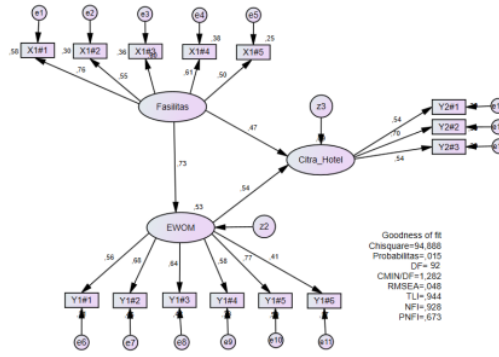 e1 e2 e3 e4 e5
,58 ,30 ,36 ,38 ,25
X1#1 X1#2 X1#3 X1#4 X1#5
,76 ,55 ,61 ,50
Fasilitas
z3
,47
,73
Citra_Hotel
,54 Y2#1
,70 Y2#2
,54 Y2#3
,54
,53
EWOM
z2
,56 ,68 ,64 ,58 ,77 ,41
Y1#1 Y1#2 Y1#3 Y1#4 Y1#5 Y1#6
e6 e7 e8 e9 e10 e11
Goodness of fit
Chisquare=94,888
Probabilitas=,015
DF= 92
CMIN/DF=1,282
RMSEA=,048
TLI=,944
NFI=,928
PNFI=,673